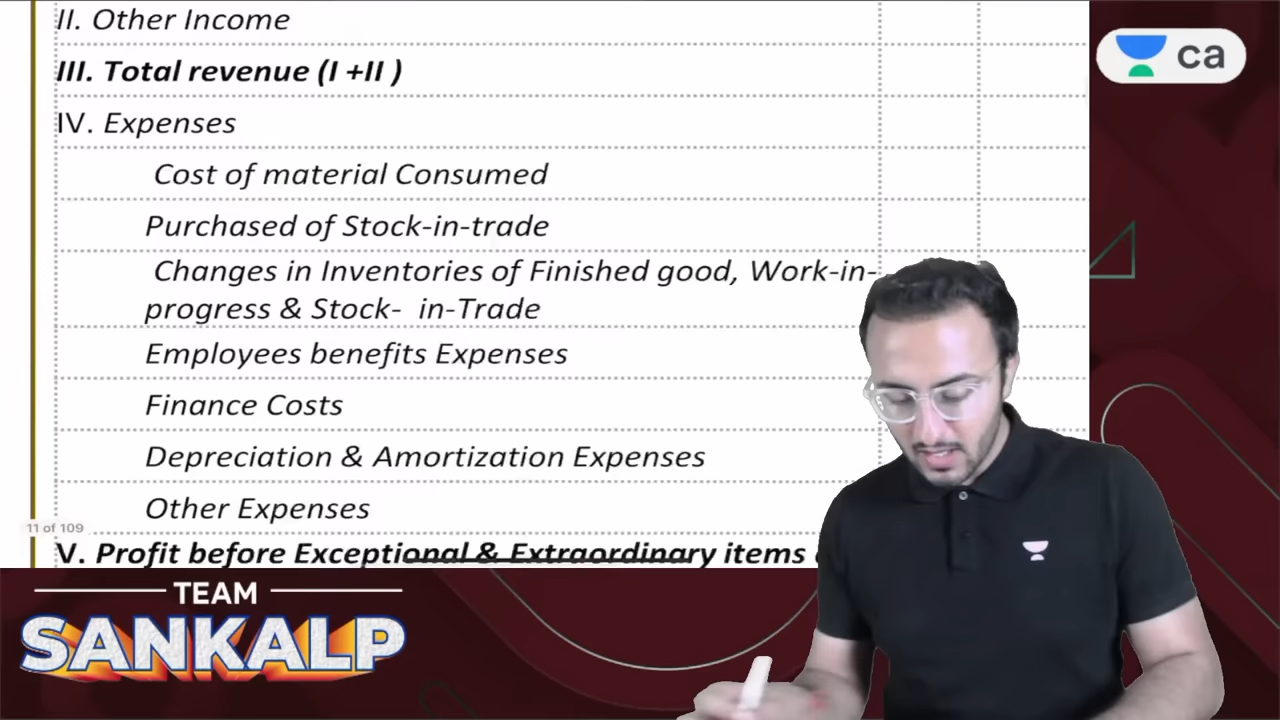 II. Other Income
III. Total revenue (I +II )
IV. Expenses
Cost of material Consumed
Purchased of Stock-in-trade
Changes in Inventories of Finished good, Work-in-
progress & Stock-  in-Trade
Employees benefits Expenses
Finance Costs
Depreciation & Amortization Expenses
Other Expenses
11 of 109
V. Profit before Exceptional & Extraordinary items
ca
TEAM
SANKALP